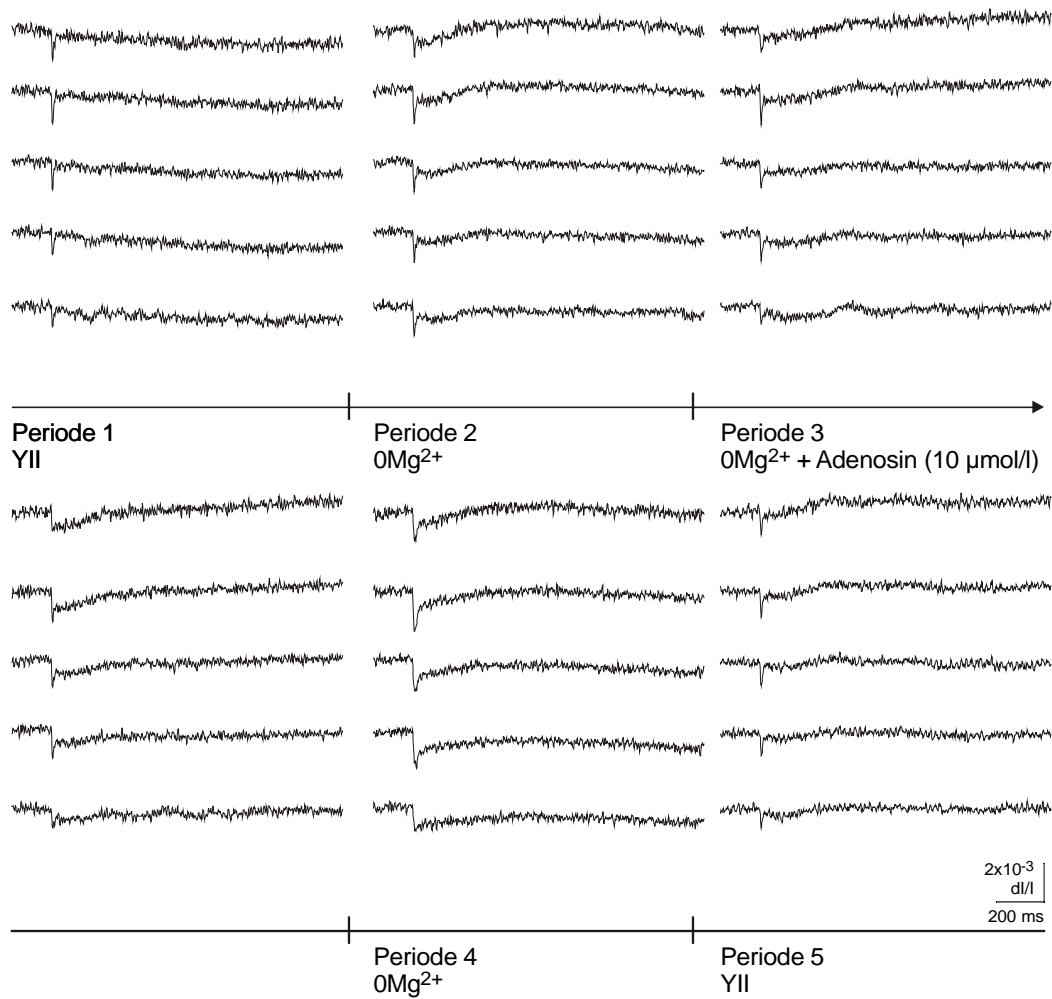 Periode 1
YII
Periode 2
0Mg2+
Periode 3
0Mg2+ + Adenosin (10 µmol/l)
2x10-3
dI/I
200 ms
Periode 4
0Mg2+
Periode 5
YII